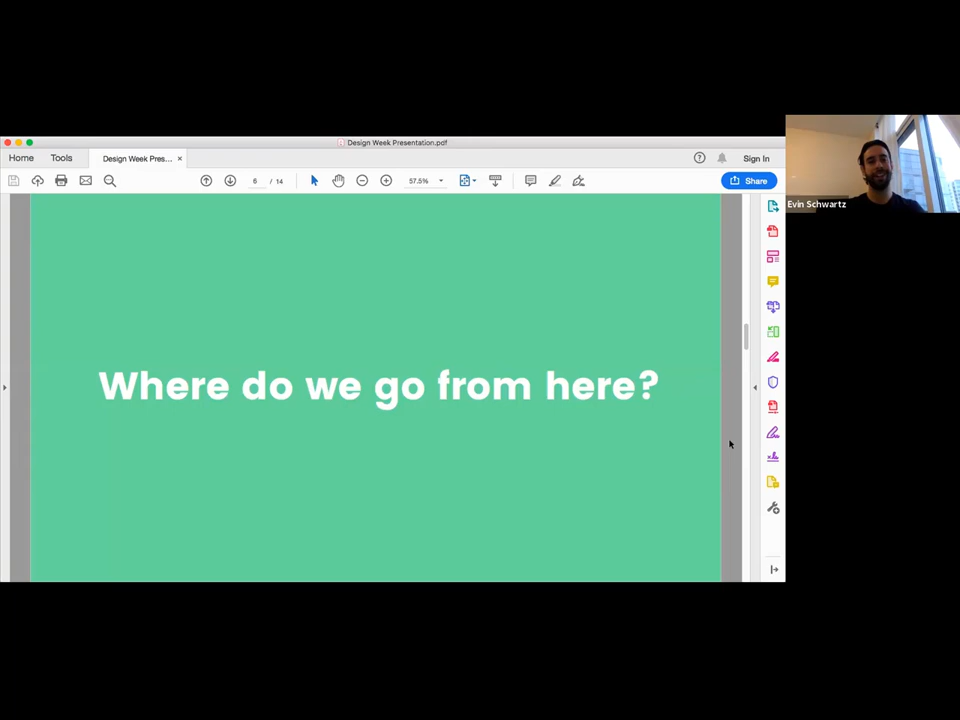 Design Week Presentation.pdf
Home
Tools
Design Week Pres...
Sign In
6 / 14
57.5%
Share
Evin Schwartz
Where do we go from here?